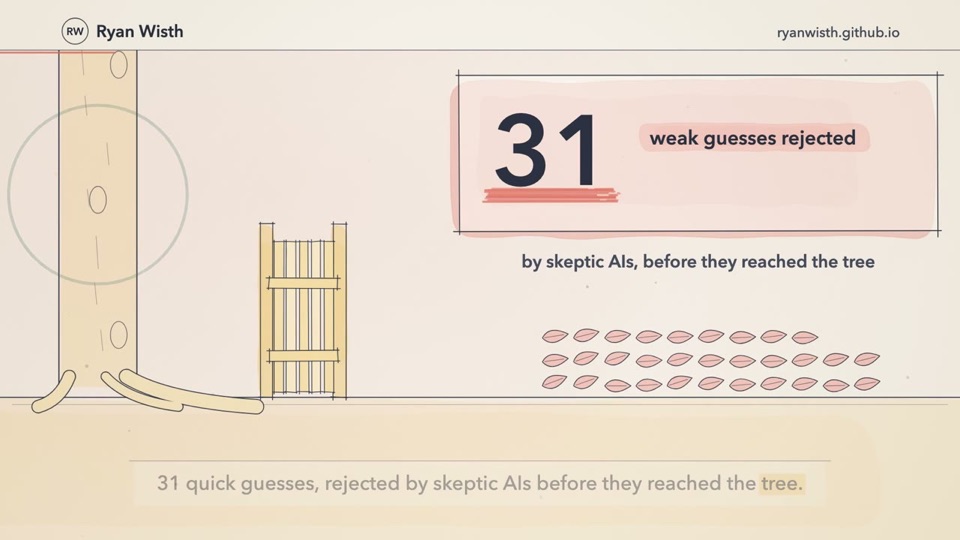 RW Ryan Wisth
ryanwisth.github.io
31
weak guesses rejected
by skeptic AIs, before they reached the tree
31 quick guesses, rejected by skeptic AIs before they reached the tree.